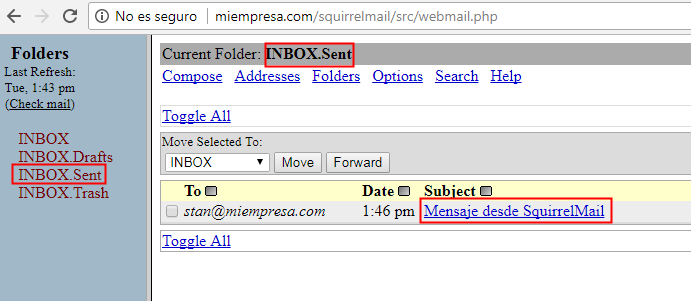 No es seguro | miempresa.com/squirrelmail/src/webmail.php
Folders
Last Refresh:
Tue, 1:43 pm
(Check mail)
INBOX
INBOX.Drafts
INBOX.Sent
INBOX.Trash
Current Folder: INBOX.Sent
Compose Addresses Folders Options Search Help
Toggle All
Move Selected To:
INBOX Move Forward
To Date Subject
stan@miempresa.com 1:46 pm Mensaje desde SquirrelMail
Toggle All